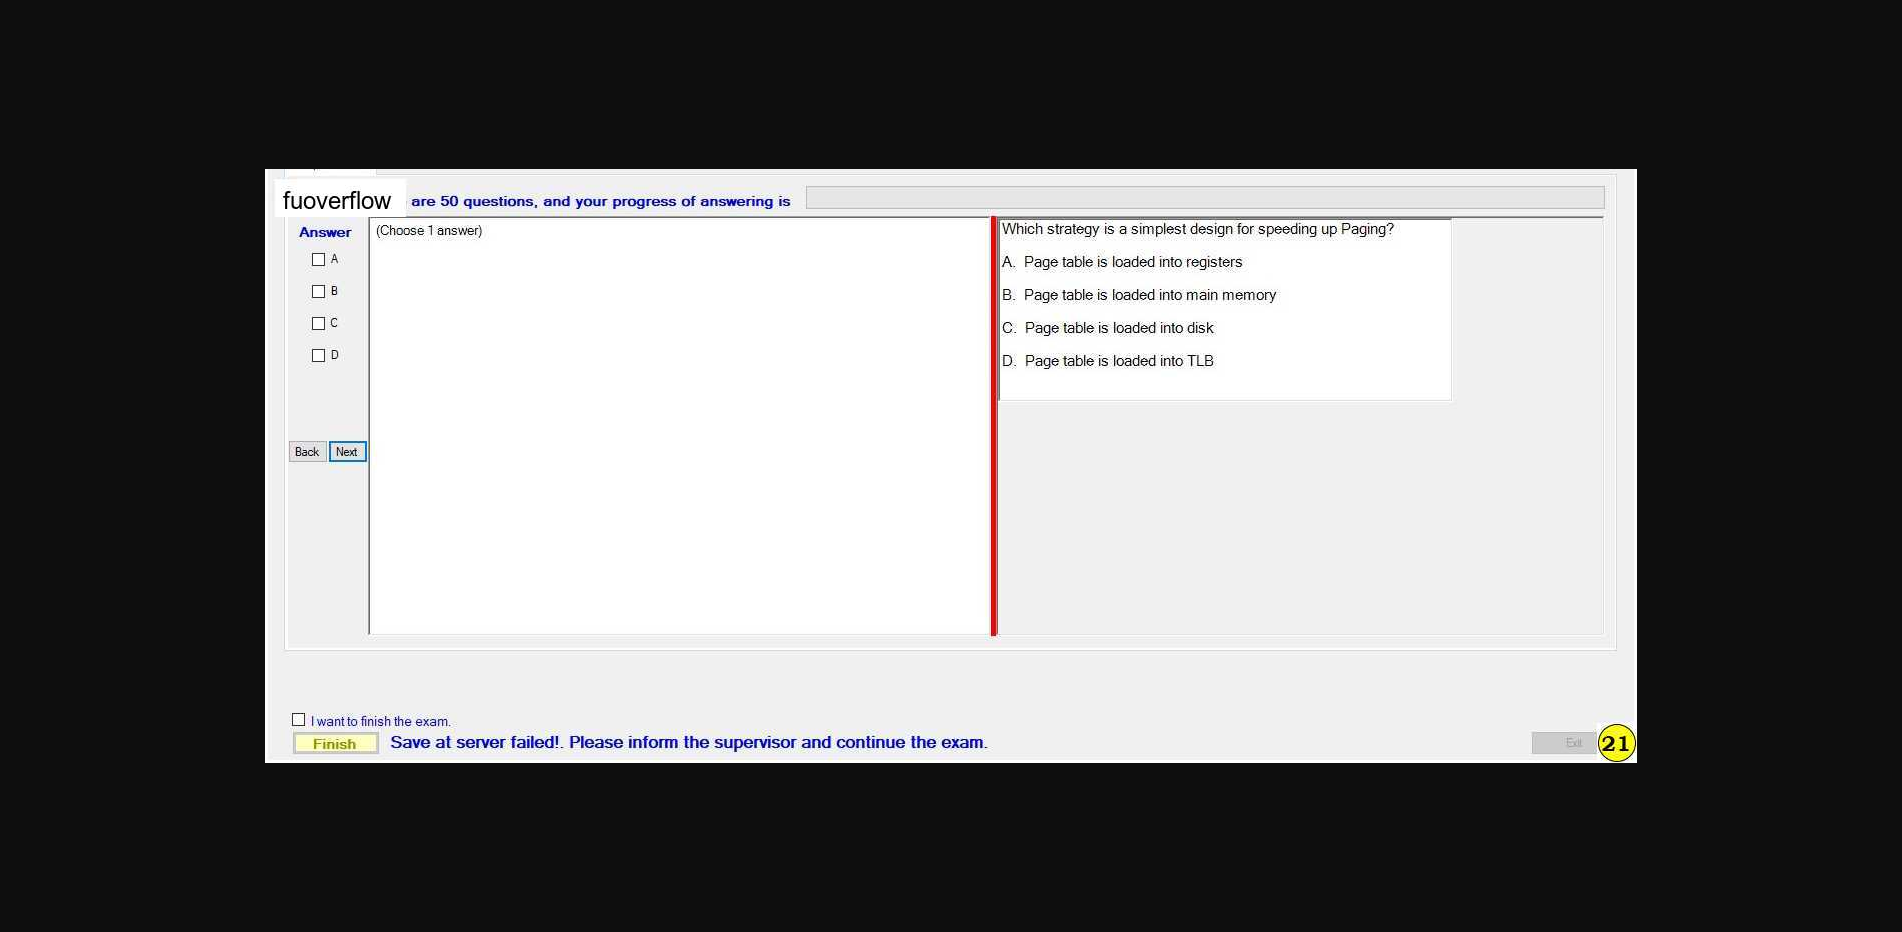 fuoverflow are 50 questions, and your progress of answering is
Answer
A
B
C
D
Back Next
(Choose 1 answer)
Which strategy is a simplest design for speeding up Paging?
A. Page table is loaded into registers
B. Page table is loaded into main memory
C. Page table is loaded into disk
D. Page table is loaded into TLB
I want to finish the exam.
Finish Save at server failed!. Please inform the supervisor and continue the exam.
Exit 21